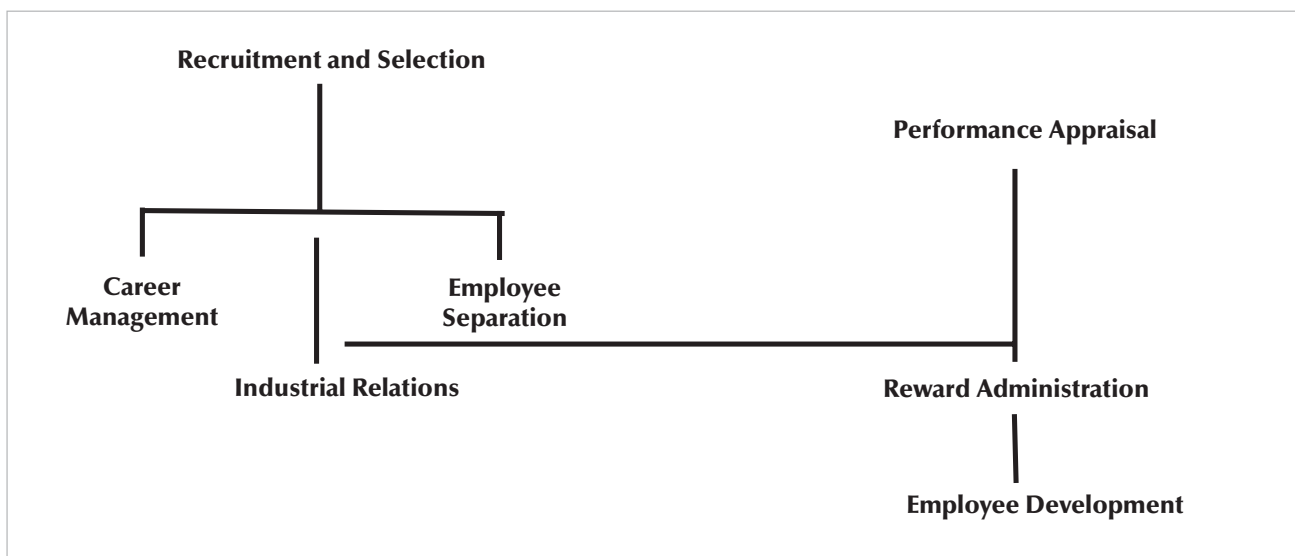 Recruitment and Selection
Performance Appraisal
Career
Management
Employee
Separation
Industrial Relations
Reward Administration
Employee Development